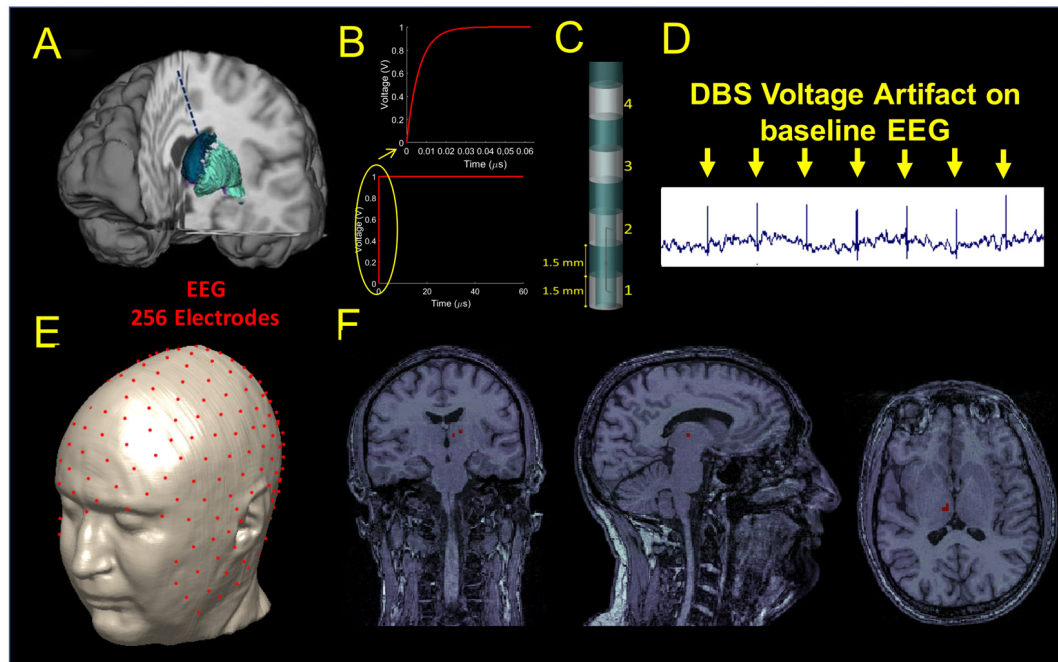 A
B
Voltage (V)
1
0.8
0.6
0.4
0.2
0
0 0.01 0.02 0.03 0.04 0.05 0.06
Time (μs)
Voltage (V)
1
0.8
0.6
0.4
0.2
0
0 20 40 60
Time (μs)
C
4
3
2
1
1.5 mm
1.5 mm
D
DBS Voltage Artifact on
baseline EEG
EEG
256 Electrodes
E
F